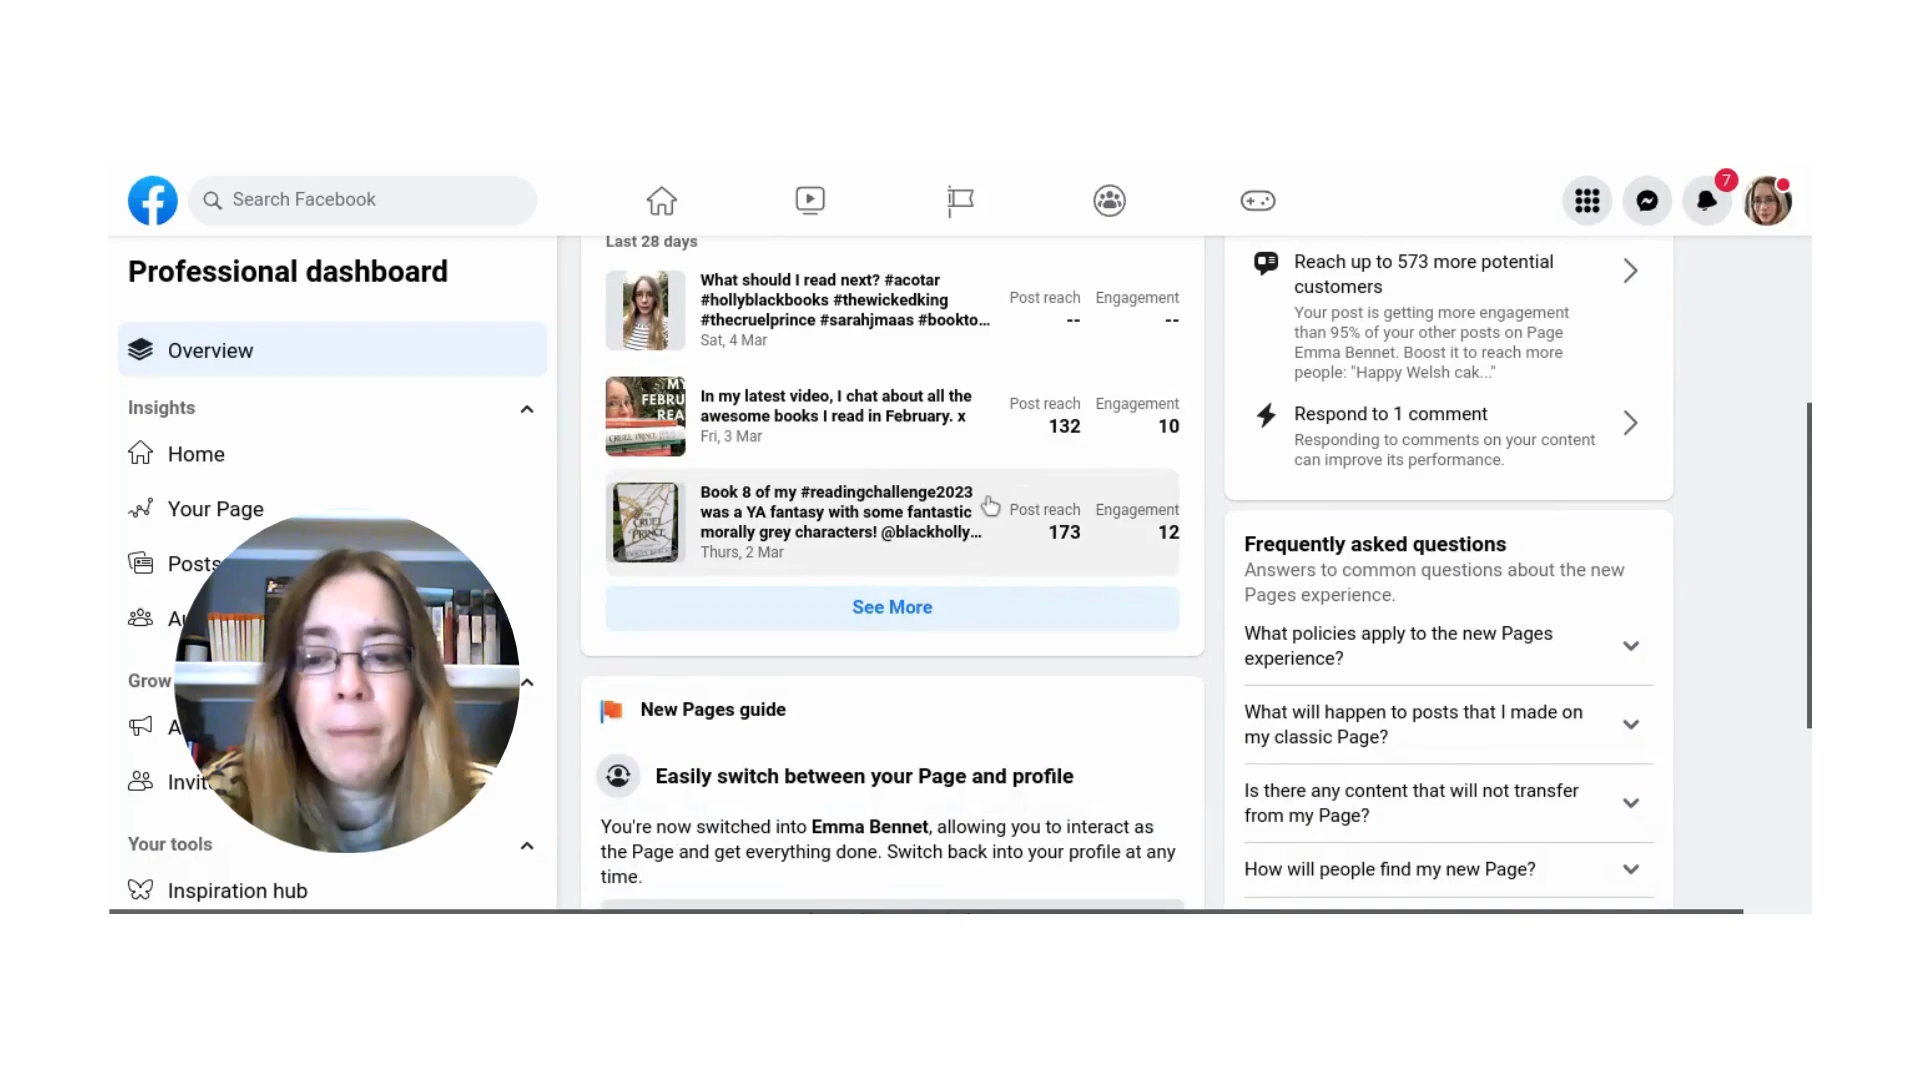 Search Facebook
7
Professional dashboard
Overview
Insights
Home
Your Page
Posts
Grow
Your tools
Inspiration hub
Last 28 days
What should I read next? #acotar
#hollyblackbooks #thewickedking
#thecruelprince #sarahjmaas #bookto...
Sat, 4 Mar
Post reach
--
Engagement
--
MY
FEBRU
REA
CRUEL PRINCE
In my latest video, I chat about all the
awesome books I read in February. x
Fri, 3 Mar
Post reach
132
Engagement
10
CRUEL
PRINCE
Book 8 of my #readingchallenge2023
was a YA fantasy with some fantastic
morally grey characters! @blackholly...
Thurs, 2 Mar
Post reach
173
Engagement
12
See More
New Pages guide
Easily switch between your Page and profile
You're now switched into Emma Bennet, allowing you to interact as
the Page and get everything done. Switch back into your profile at any
time.
Reach up to 573 more potential
customers
Your post is getting more engagement
than 95% of your other posts on Page
Emma Bennet. Boost it to reach more
people: "Happy Welsh cak..."
Respond to 1 comment
Responding to comments on your content
can improve its performance.
Frequently asked questions
Answers to common questions about the new
Pages experience.
What policies apply to the new Pages
experience?
What will happen to posts that I made on
my classic Page?
Is there any content that will not transfer
from my Page?
How will people find my new Page?